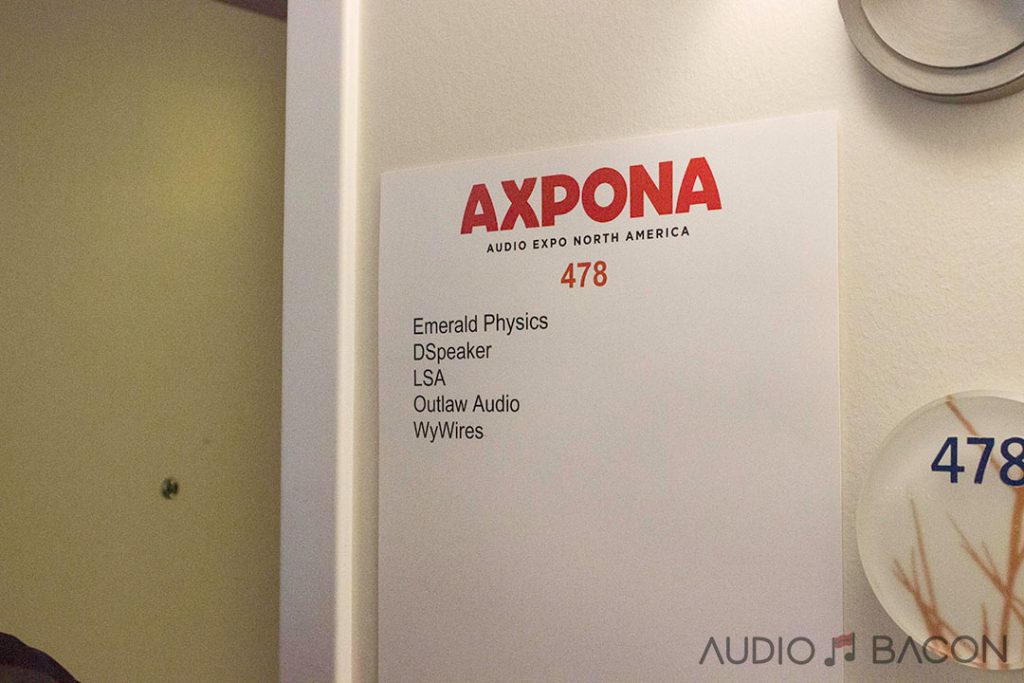 AXPONA
AUDIO EXPO NORTH AMERICA
478
Emerald Physics
DSpeaker
LSA
Outlaw Audio
WyWires
478
AUDIO BACON